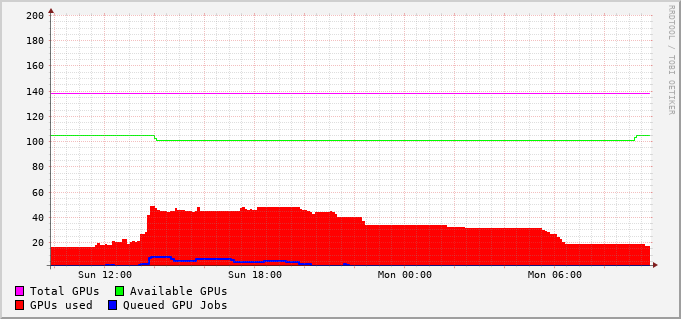 200
180
160
140
120
100
80
60
40
20
Sun 12:00 Sun 18:00 Mon 00:00 Mon 06:00
Total GPUs Available GPUs
GPUs used Queued GPU Jobs
RRDTOOL / TOBI OETIKER